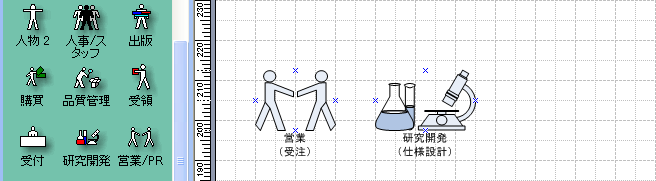 人物 2
人事/ス
タッフ
出版
購買
品質管理
受領
受付
研究開発
営業/PR
230
220
210
200
190
営業
(受注)
研究開発
(仕様設計)